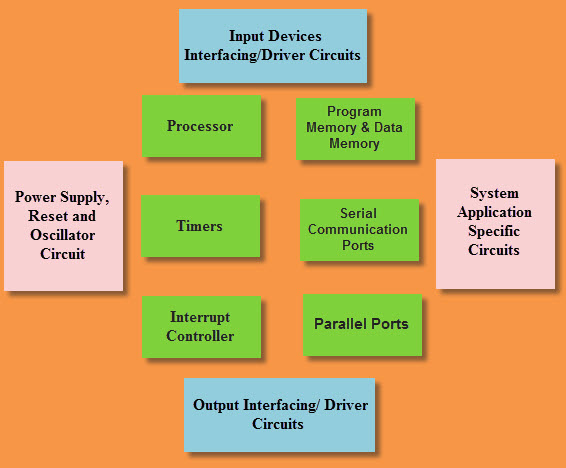 Input Devices
Interfacing/Driver Circuits
Processor
Program
Memory & Data
Memory
Power Supply,
Reset and
Oscillator
Circuit
Timers
Serial
Communication
Ports
System
Application
Specific
Circuits
Interrupt
Controller
Parallel Ports
Output Interfacing/ Driver
Circuits